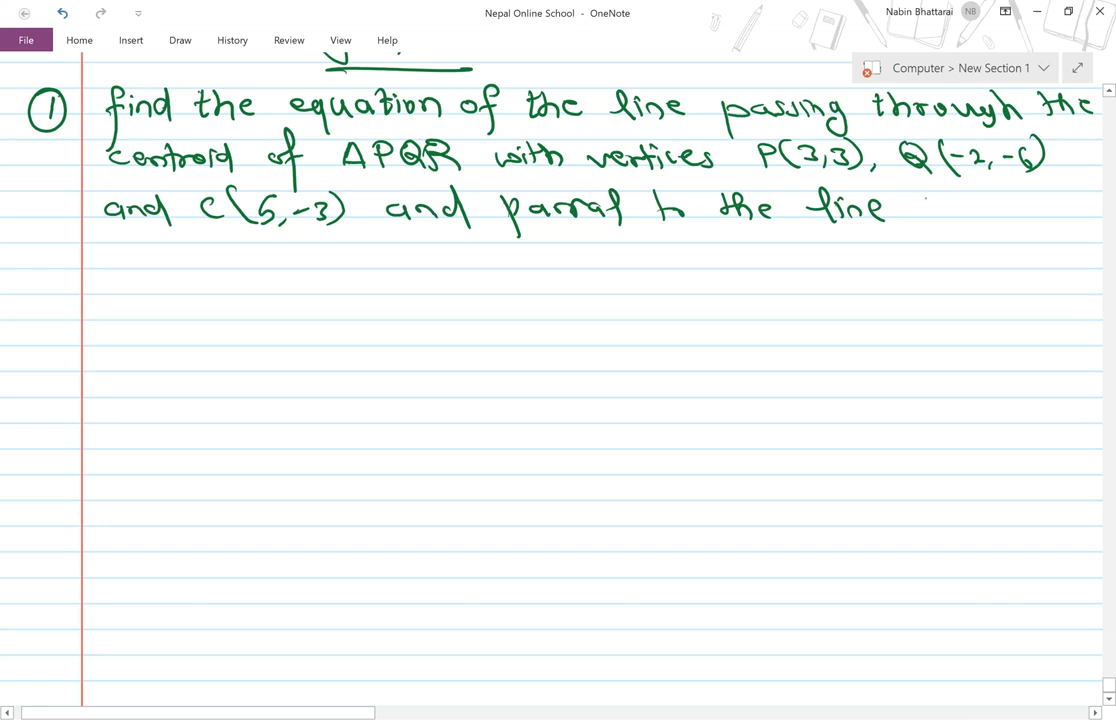 Nepal Online School - OneNote
Nabin Bhattarai NB
File Home Insert Draw History Review View Help
Computer > New Section 1
① find the equation of the line passing through the
centroid of ΔPQR with vertices P(3,3), Q(-2,-6)
and C(5,-3) and parral to the line